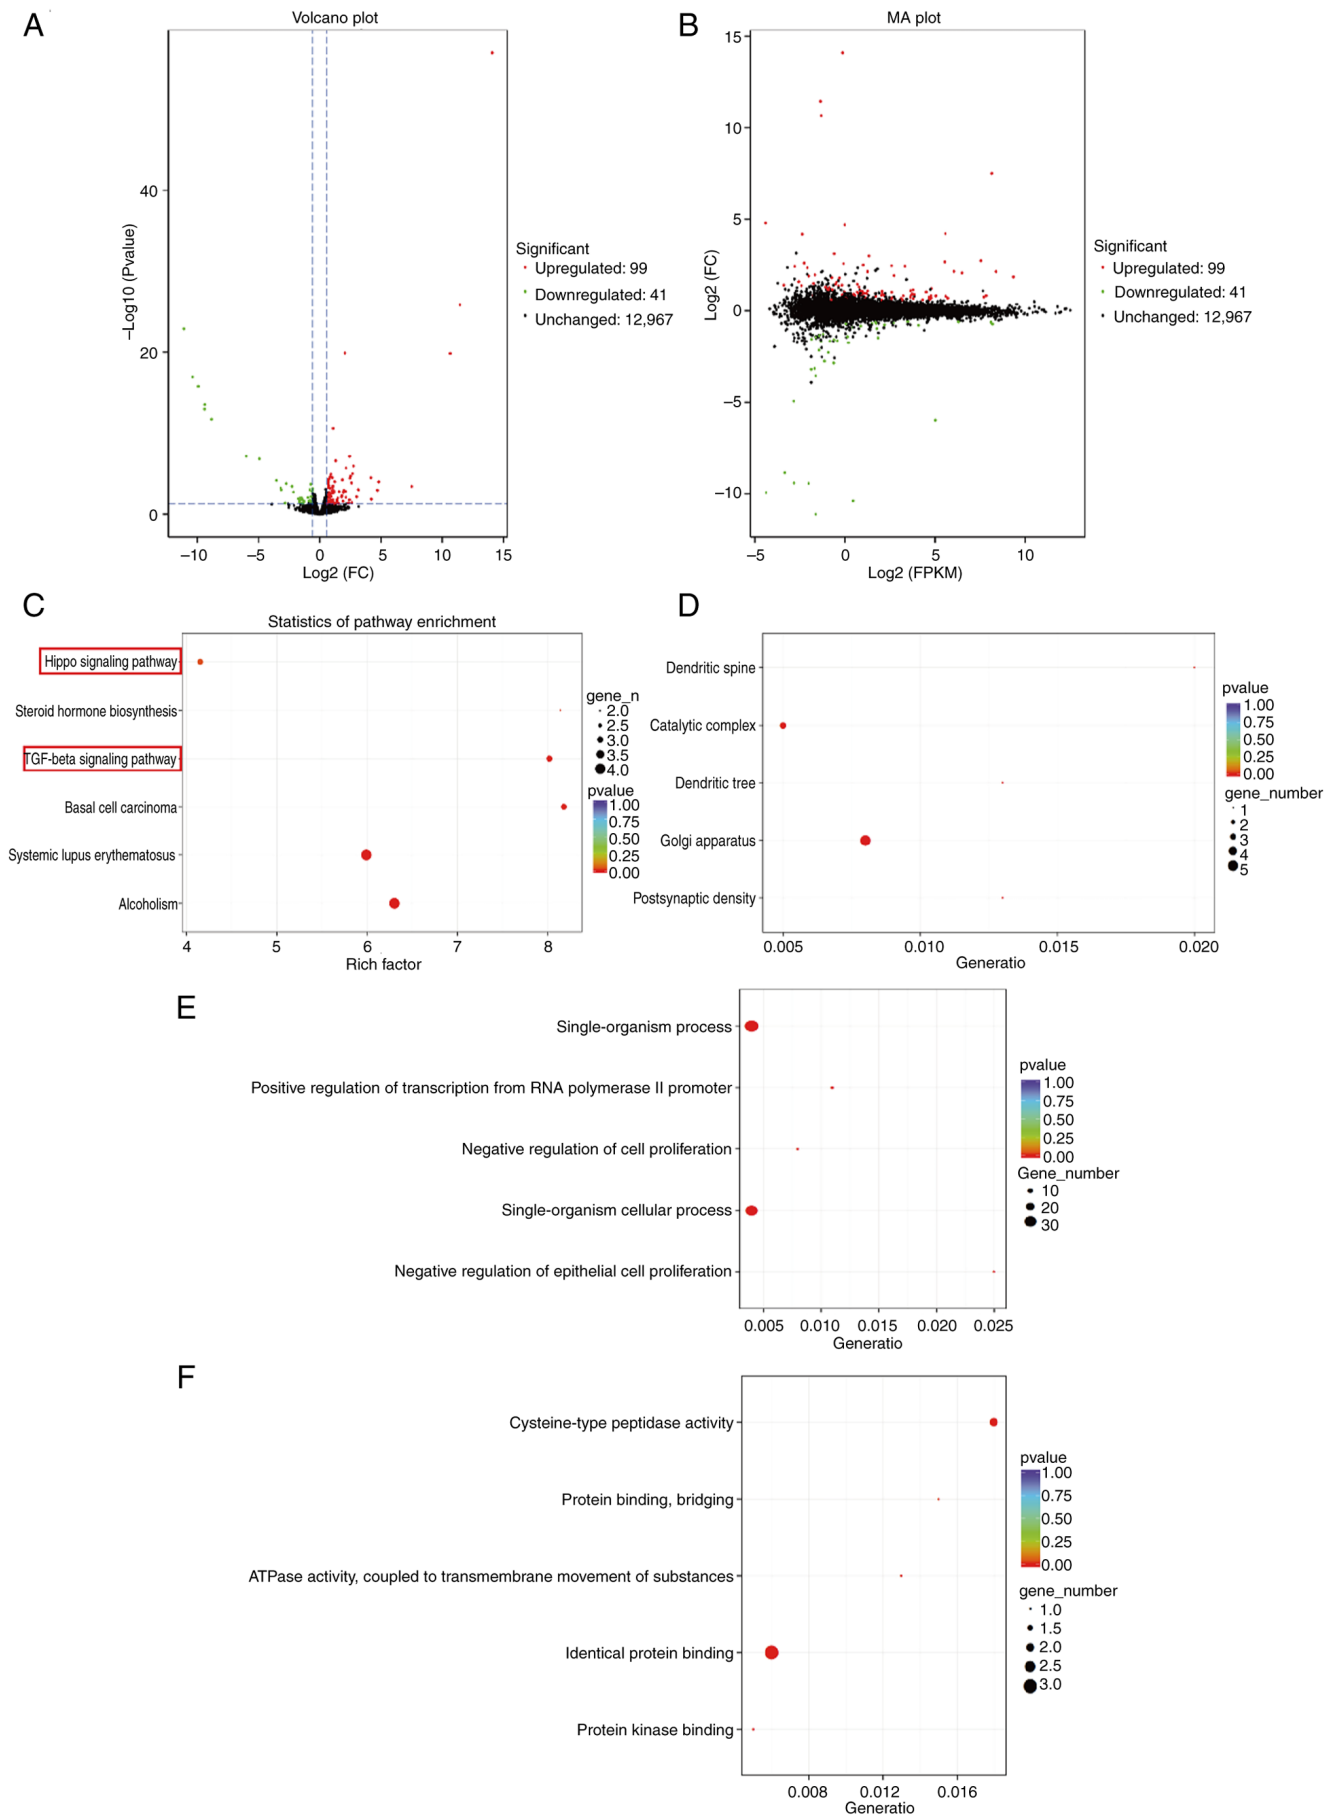 A
Volcano plot
−Log10 (Pvalue)
40
20
0
−10 −5 0 5 10 15
Log2 (FC)
Significant
Upregulated: 99
Downregulated: 41
Unchanged: 12,967
B
MA plot
Log2 (FC)
15
10
5
0
−5
−10
−5 0 5 10
Log2 (FPKM)
Significant
Upregulated: 99
Downregulated: 41
Unchanged: 12,967
C
Statistics of pathway enrichment
Hippo signaling pathway
Steroid hormone biosynthesis
TGF-beta signaling pathway
Basal cell carcinoma
Systemic lupus erythematosus
Alcoholism
4 5 6 7 8
Rich factor
gene_n
2.0
2.5
3.0
3.5
4.0
pvalue
1.00
0.75
0.50
0.25
0.00
D
Dendritic spine
Catalytic complex
Dendritic tree
Golgi apparatus
Postsynaptic density
0.005 0.010 0.015 0.020
Generatio
pvalue
1.00
0.75
0.50
0.25
0.00
gene_number
1
2
3
4
5
E
Single-organism process
Positive regulation of transcription from RNA polymerase II promoter
Negative regulation of cell proliferation
Single-organism cellular process
Negative regulation of epithelial cell proliferation
0.005 0.010 0.015 0.020 0.025
Generatio
pvalue
1.00
0.75
0.50
0.25
0.00
Gene_number
10
20
30
F
Cysteine-type peptidase activity
Protein binding, bridging
ATPase activity, coupled to transmembrane movement of substances
Identical protein binding
Protein kinase binding
0.008 0.012 0.016
Generatio
pvalue
1.00
0.75
0.50
0.25
0.00
gene_number
1.0
1.5
2.0
2.5
3.0